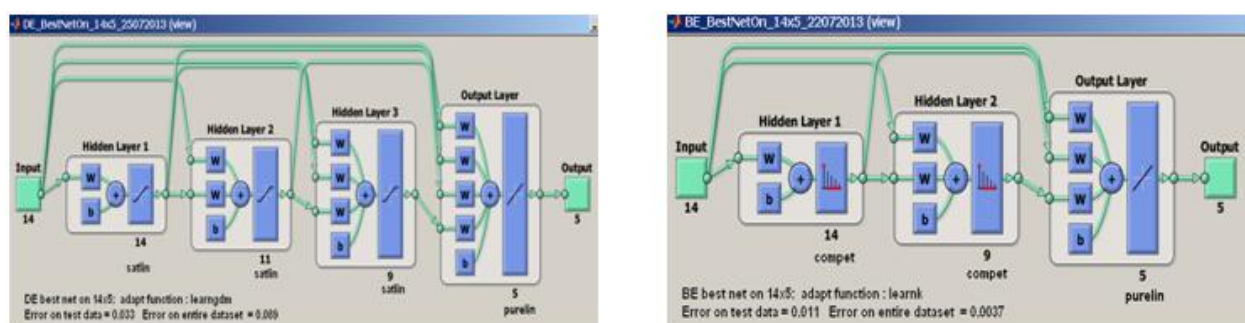 DE_BestNetOn_14x5_25072013 (view)
Hidden Layer 1
Hidden Layer 2
Hidden Layer 3
Output Layer
Input
Output
W
b
+
W
W
b
+
W
W
W
b
+
W
W
W
W
b
+
14
14
satlin
11
satlin
9
satlin
5
purelin
5
DE best net on 14x5: adapt function : learngdm
Error on test data = 0.033 Error on entire dataset = 0.089
BE_BestNetOn_14x5_22072013 (view)
Hidden Layer 1
Hidden Layer 2
Output Layer
Input
Output
W
b
+
W
W
b
+
W
W
W
b
+
14
14
compet
9
compet
5
purelin
5
BE best net on 14x5: adapt function : learnk
Error on test data = 0.011 Error on entire dataset = 0.0037